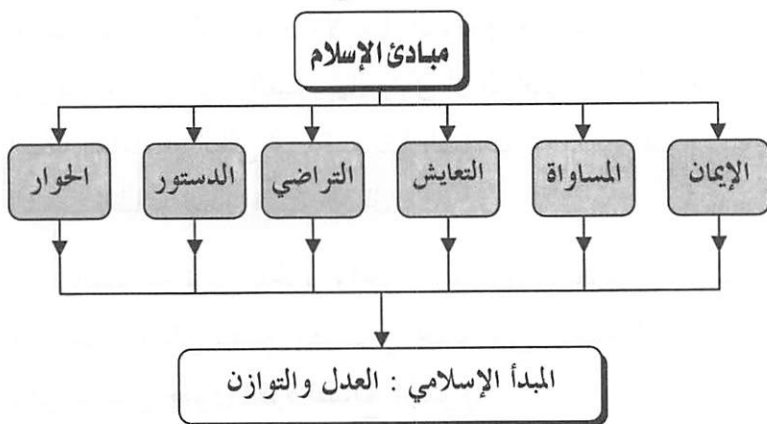 مبادئ الإسلام
الإيمان
المساواة
التعايش
التراضي
الدستور
الحوار
المبدأ الإسلامي : العدل والتوازن